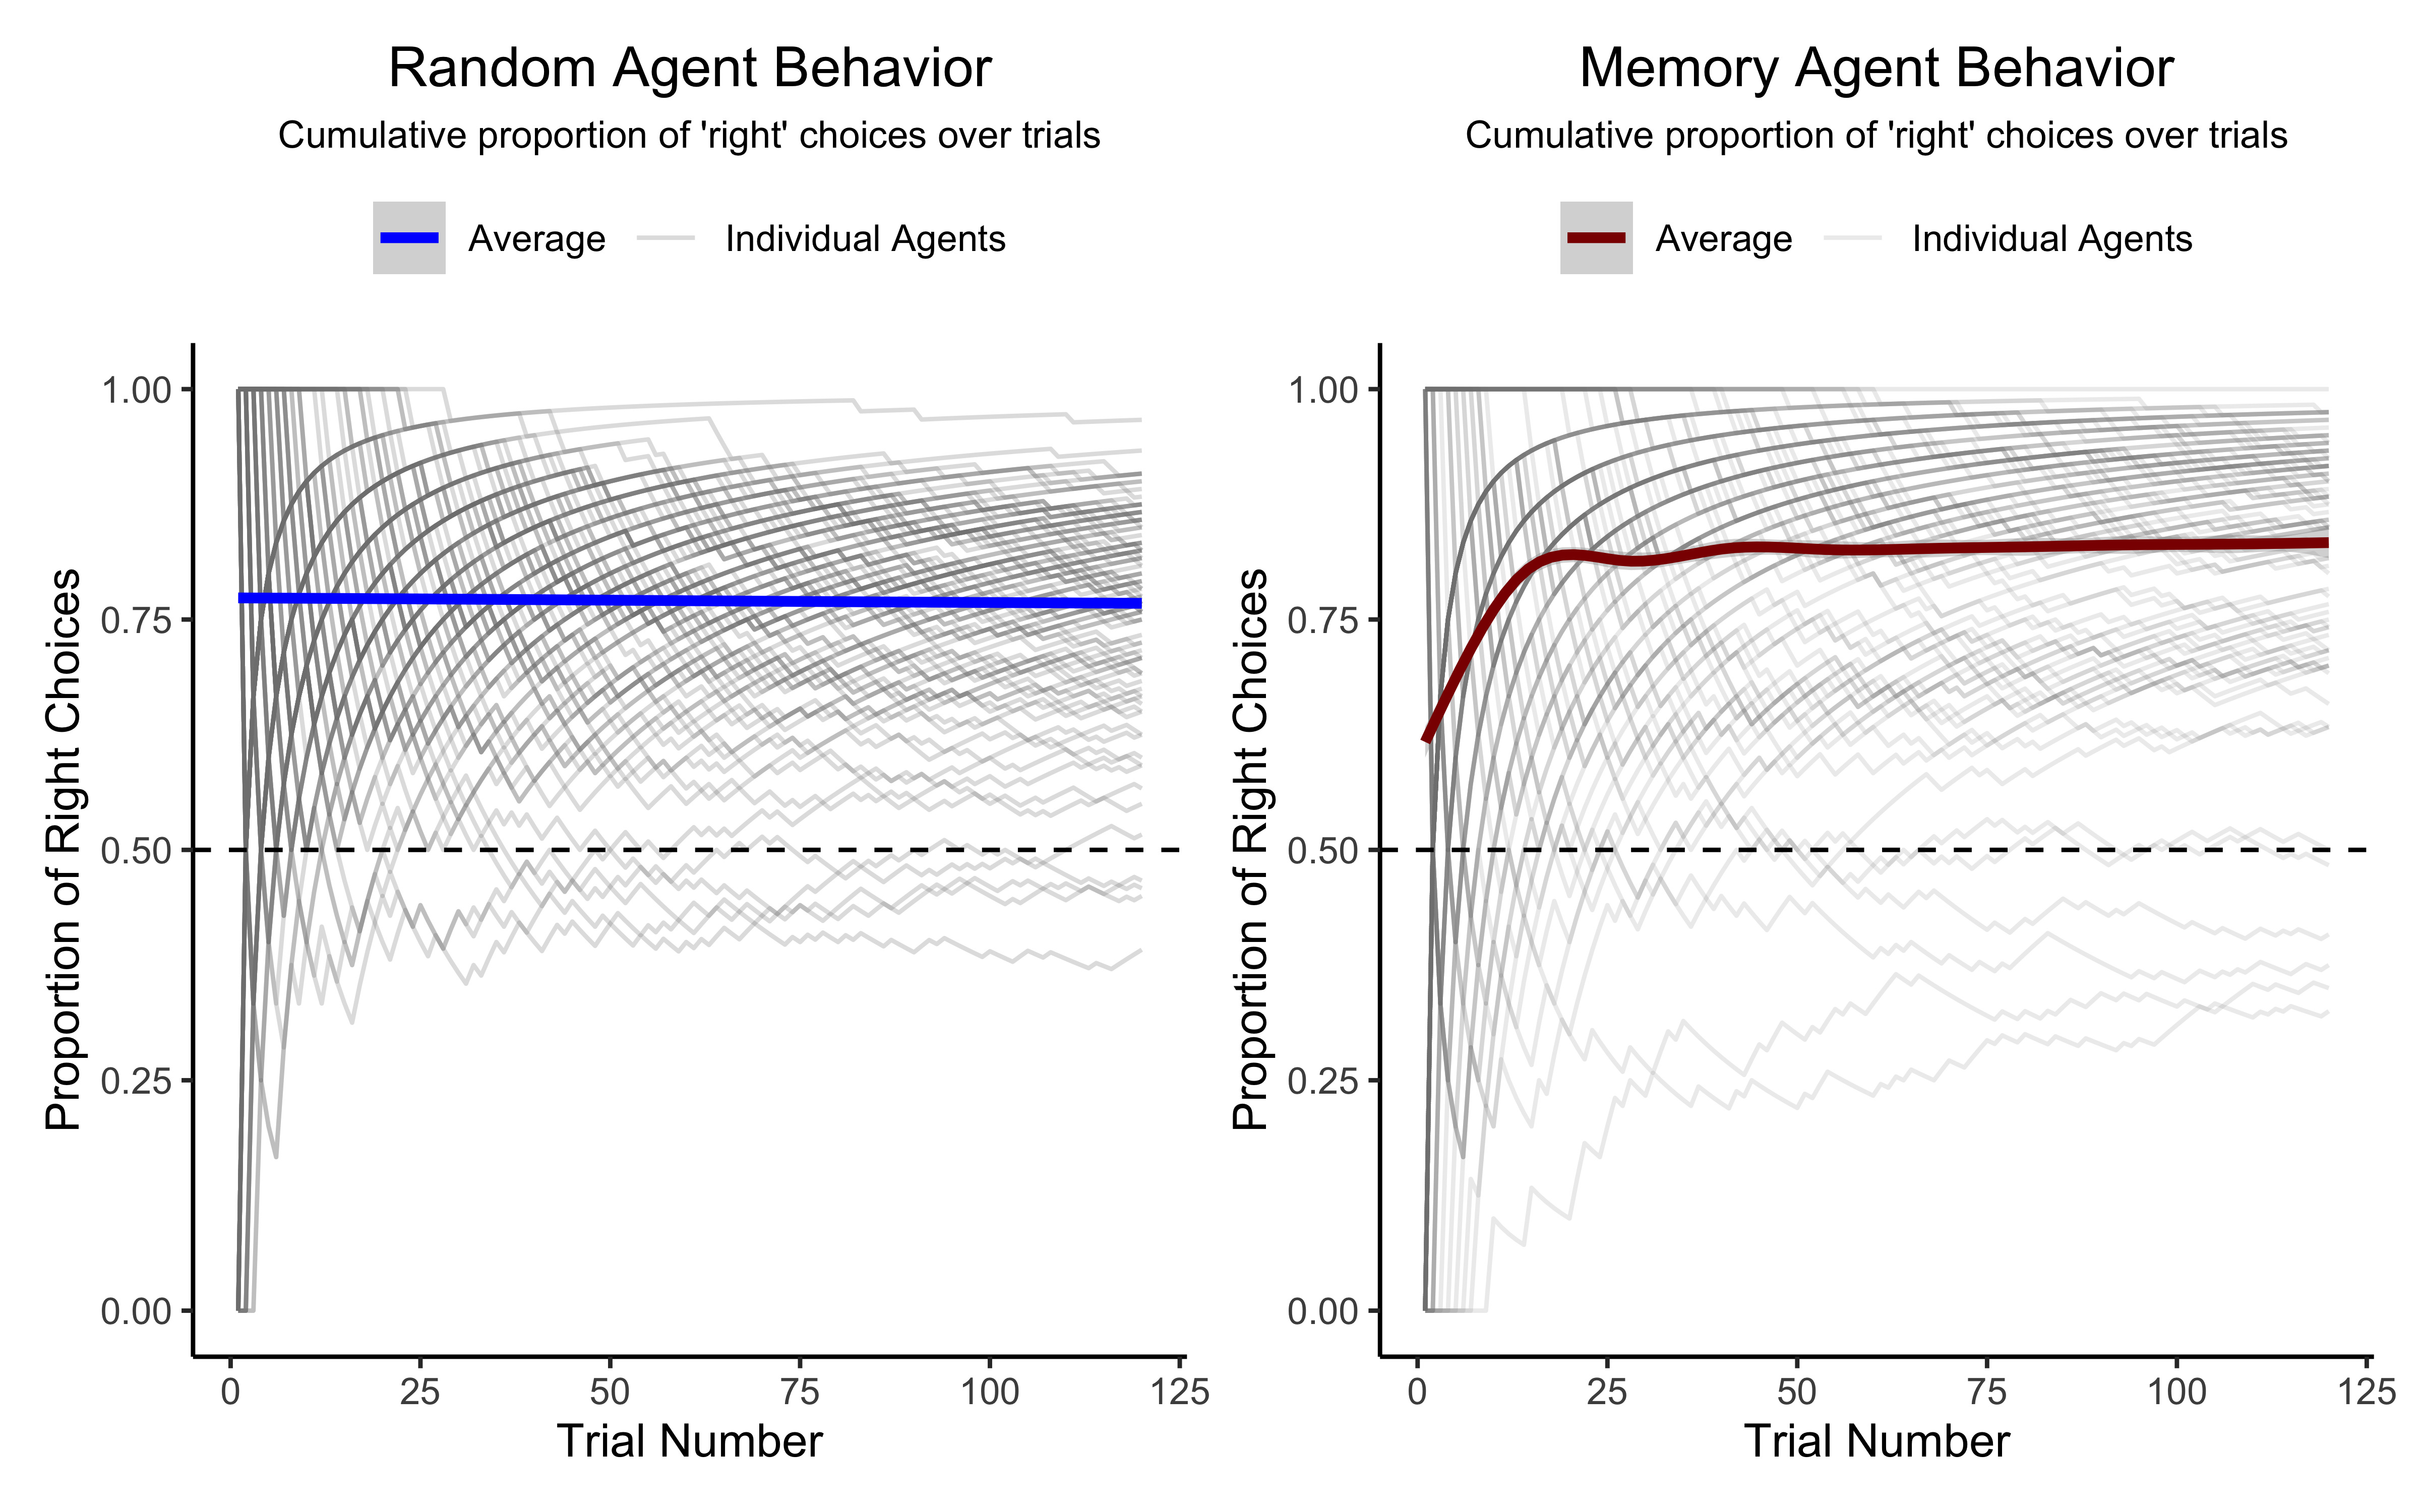 Random Agent Behavior
Cumulative proportion of 'right' choices over trials
Average Individual Agents
Proportion of Right Choices
1.00
0.75
0.50
0.25
0.00
0 25 50 75 100 125
Trial Number
Memory Agent Behavior
Cumulative proportion of 'right' choices over trials
Average Individual Agents
Proportion of Right Choices
1.00
0.75
0.50
0.25
0.00
0 25 50 75 100 125
Trial Number